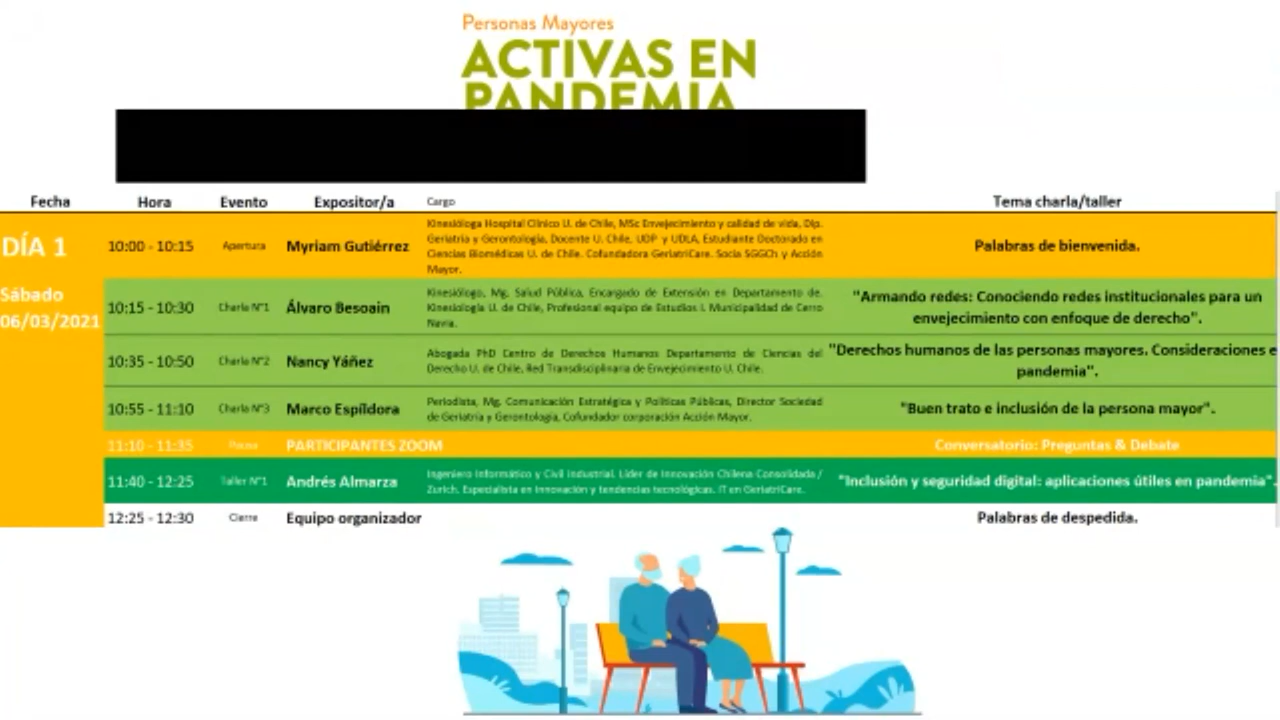 Personas Mayores
ACTIVAS EN
PANDEMIA
Fecha Hora Evento Expositor/a Cargo Tema charla/taller
DÍA 1
Sábado
06/03/2021
10:00 - 10:15 Apertura Myriam Gutiérrez
Kinesióloga Hospital Clínico U. de Chile, MSc Envejecimiento y calidad de vida, Dip.
Geriatría y Gerontología, Docente U. Chile, UDP y UDLA, Estudiante Doctorado en
Ciencias Biomédicas U. de Chile. Cofundadora GeriatriCare. Socia SGGCh y Acción
Mayor.
Palabras de bienvenida.
10:15 - 10:30 Charla N°1 Álvaro Besoain
Kinesiólogo, Mg. Salud Pública, Encargado de Extensión en Departamento de
Kinesiología U. de Chile, Profesional equipo de Estudios I. Municipalidad de Cerro
Navia.
"Armando redes: Conociendo redes institucionales para un
envejecimiento con enfoque de derecho".
10:35 - 10:50 Charla N°2 Nancy Yáñez
Abogada PhD Centro de Derechos Humanos Departamento de Ciencias del
Derecho U. de Chile, Red Transdisciplinaria de Envejecimiento U. Chile.
"Derechos humanos de las personas mayores. Consideraciones e
pandemia".
10:55 - 11:10 Charla N°3 Marco Espíldora
Periodista, Mg. Comunicación Estratégica y Políticas Públicas, Director Sociedad
de Geriatría y Gerontología, Cofundador corporación Acción Mayor.
"Buen trato e inclusión de la persona mayor".
11:10 - 11:35 Pausa PARTICIPANTES ZOOM Conversatorio: Preguntas & Debate
11:40 - 12:25 Taller N°1 Andrés Almarza
Ingeniero Informático y Civil Industrial. Líder de Innovación Chilena Consolidada /
Zurich. Especialista en innovación y tendencias tecnológicas. IT en GeriatriCare.
"Inclusión y seguridad digital: aplicaciones útiles en pandemia".
12:25 - 12:30 Cierre Equipo organizador Palabras de despedida.